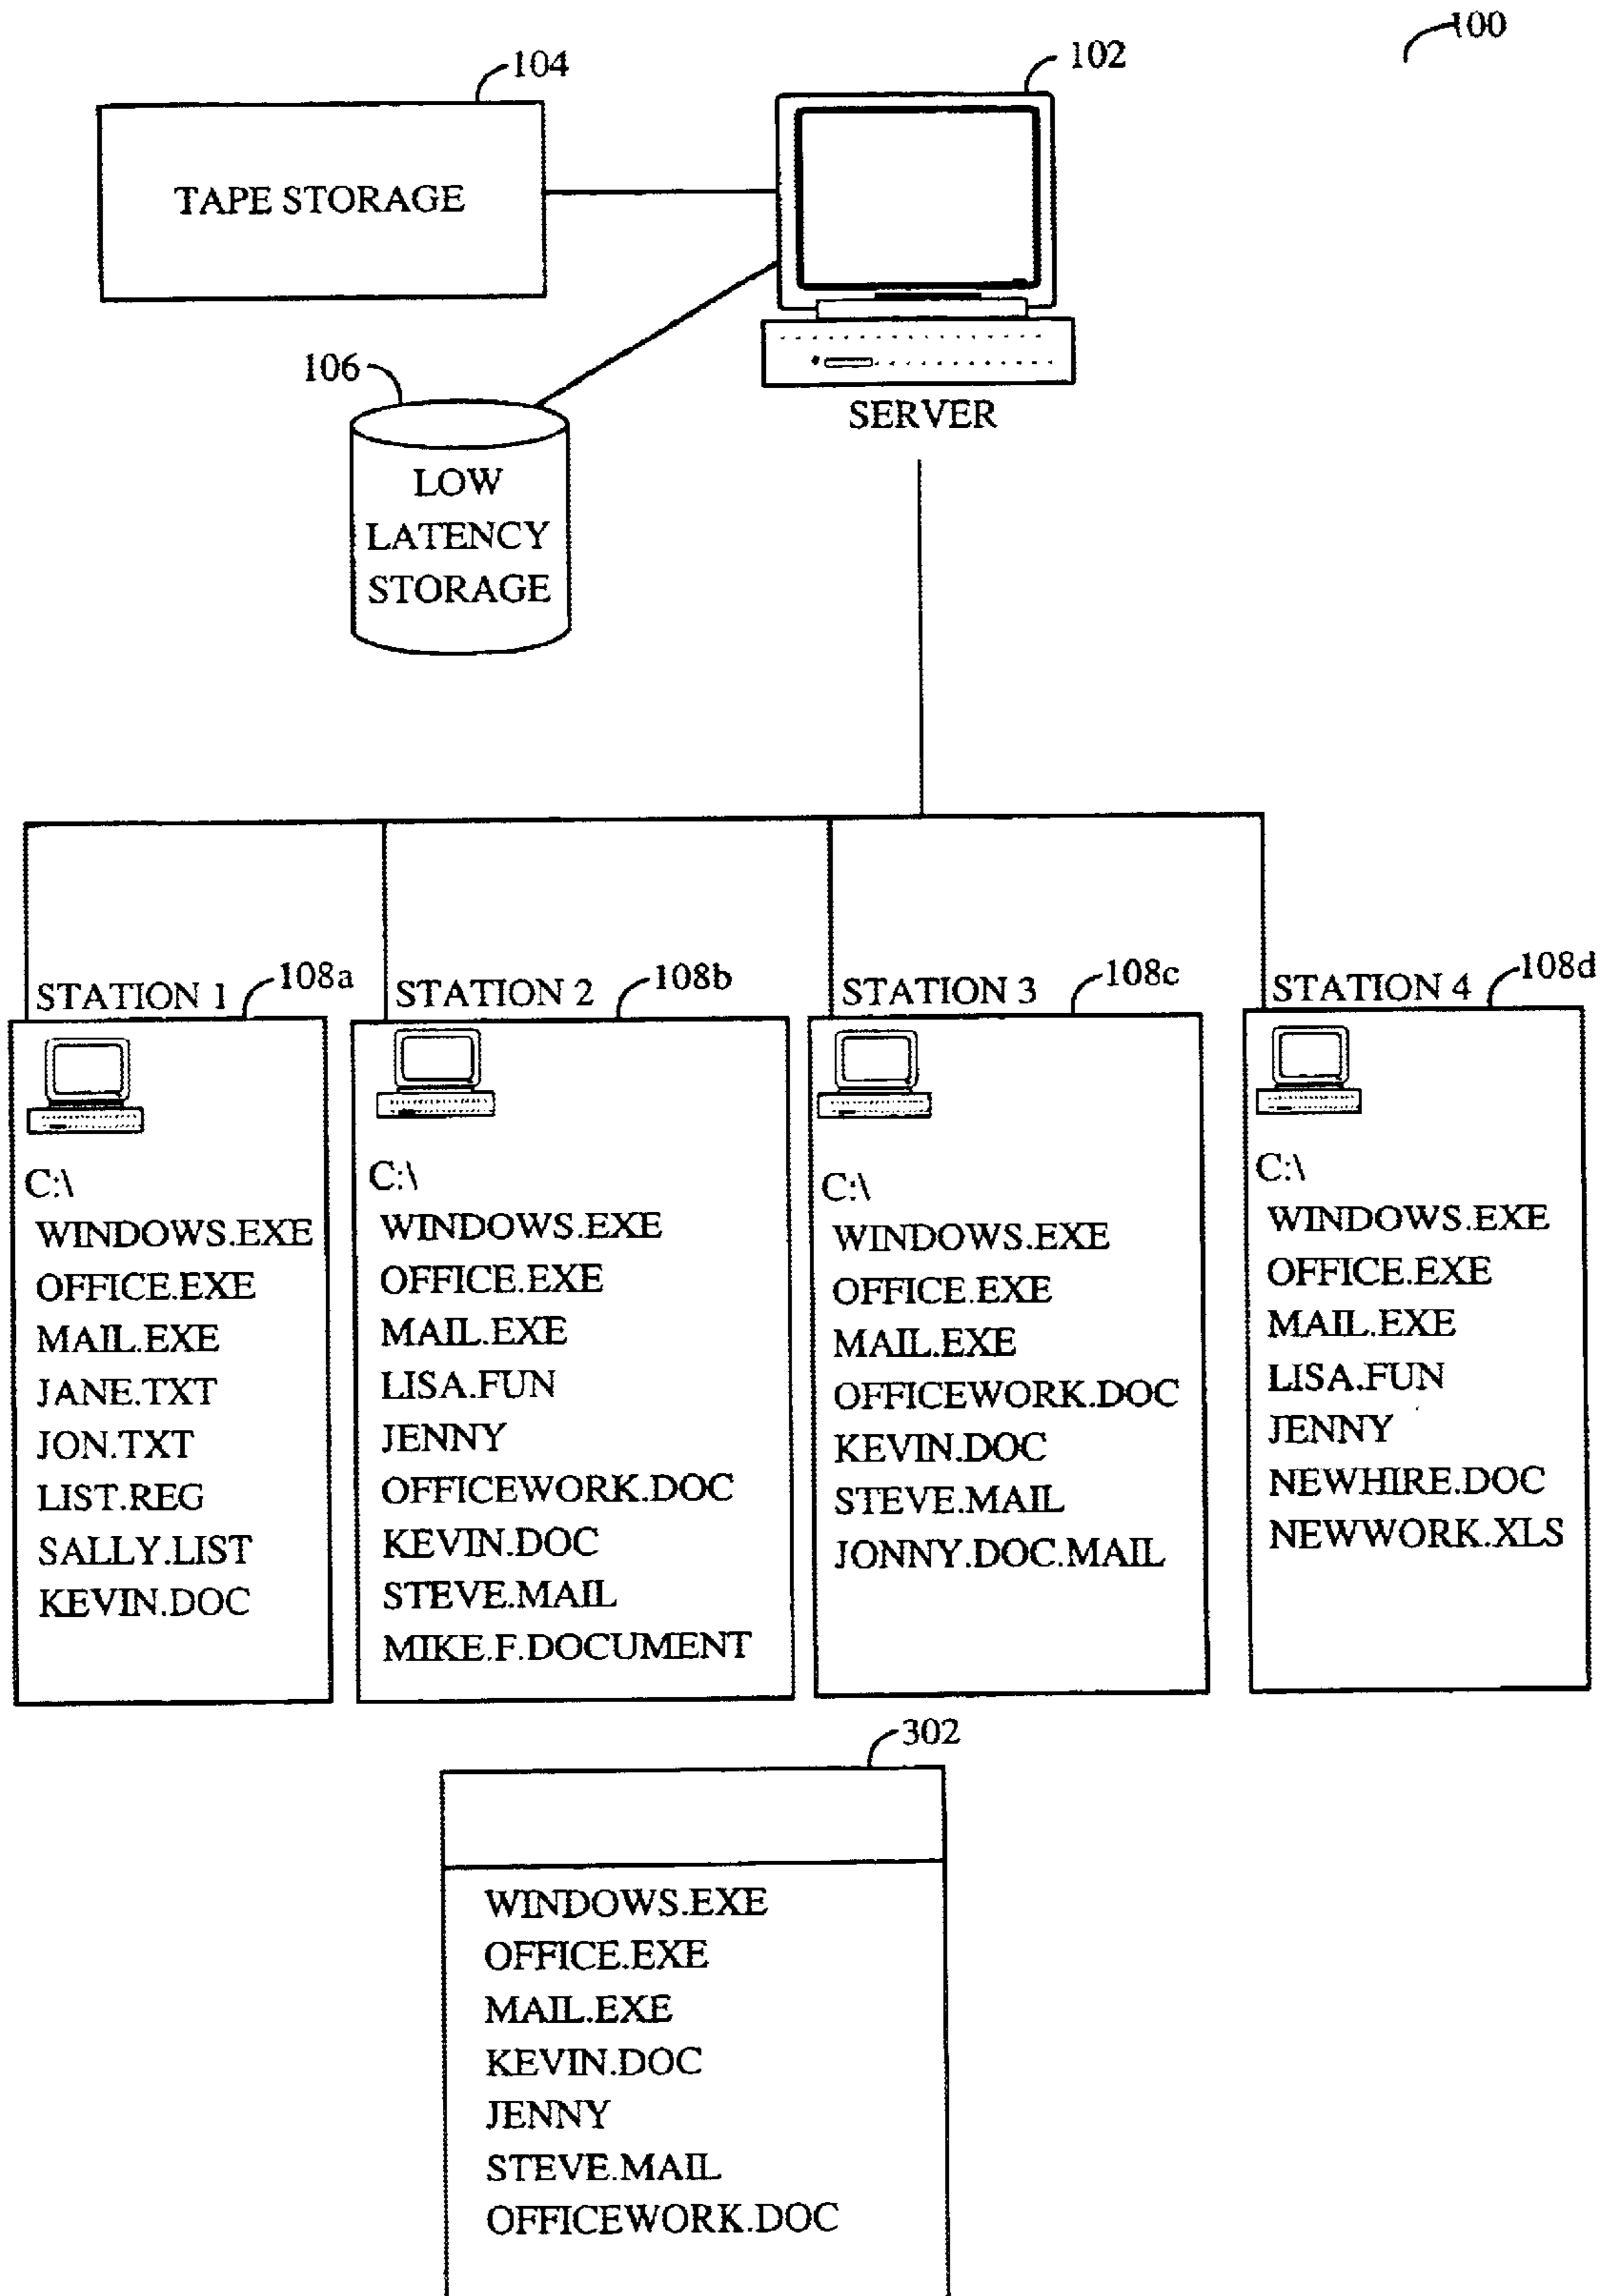 100
104
102
TAPE STORAGE
106
SERVER
LOW
LATENCY
STORAGE
STATION 1
108a
C:\
WINDOWS.EXE
OFFICE.EXE
MAIL.EXE
JANE.TXT
JON.TXT
LIST.REG
SALLY.LIST
KEVIN.DOC
STATION 2
108b
C:\
WINDOWS.EXE
OFFICE.EXE
MAIL.EXE
LISA.FUN
JENNY
OFFICEWORK.DOC
KEVIN.DOC
STEVE.MAIL
MIKE.F.DOCUMENT
STATION 3
108c
C:\
WINDOWS.EXE
OFFICE.EXE
MAIL.EXE
OFFICEWORK.DOC
KEVIN.DOC
STEVE.MAIL
JONNY.DOC.MAIL
STATION 4
108d
C:\
WINDOWS.EXE
OFFICE.EXE
MAIL.EXE
LISA.FUN
JENNY
NEWHIRE.DOC
NEWWORK.XLS
302
WINDOWS.EXE
OFFICE.EXE
MAIL.EXE
KEVIN.DOC
JENNY
STEVE.MAIL
OFFICEWORK.DOC